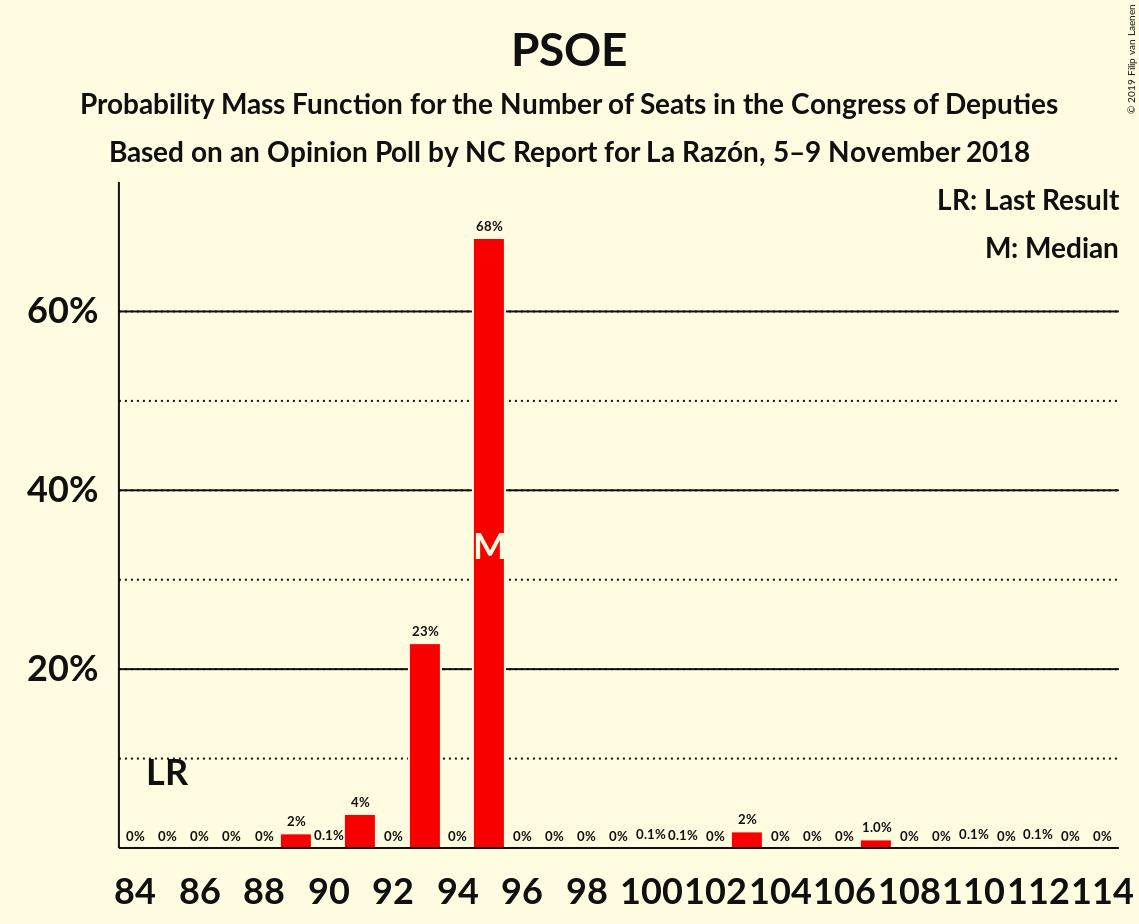 © 2019 Filip van Laenen
PSOE
Probability Mass Function for the Number of Seats in the Congress of Deputies
Based on an Opinion Poll by NC Report for La Razón, 5–9 November 2018
LR: Last Result
M: Median
68%
60%
40%
M
23%
20%
LR
4%
2% 2% 1.0%
0% 0% 0% 0% 0% 0.1% 0% 0% 0% 0% 0% 0% 0.1% 0.1% 0% 0% 0% 0% 0% 0% 0.1% 0% 0.1% 0% 0%
84 86 88 90 92 94 96 98 100 102 104 106 108 110 112 114